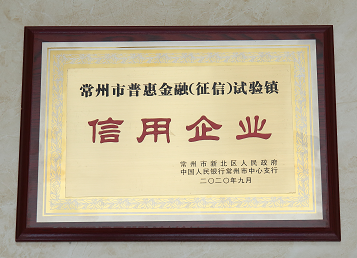 常州市普惠金融(征信)试验镇
信用企业
常州市新北区人民政府
中国人民银行常州市中心支行
二〇二〇年九月